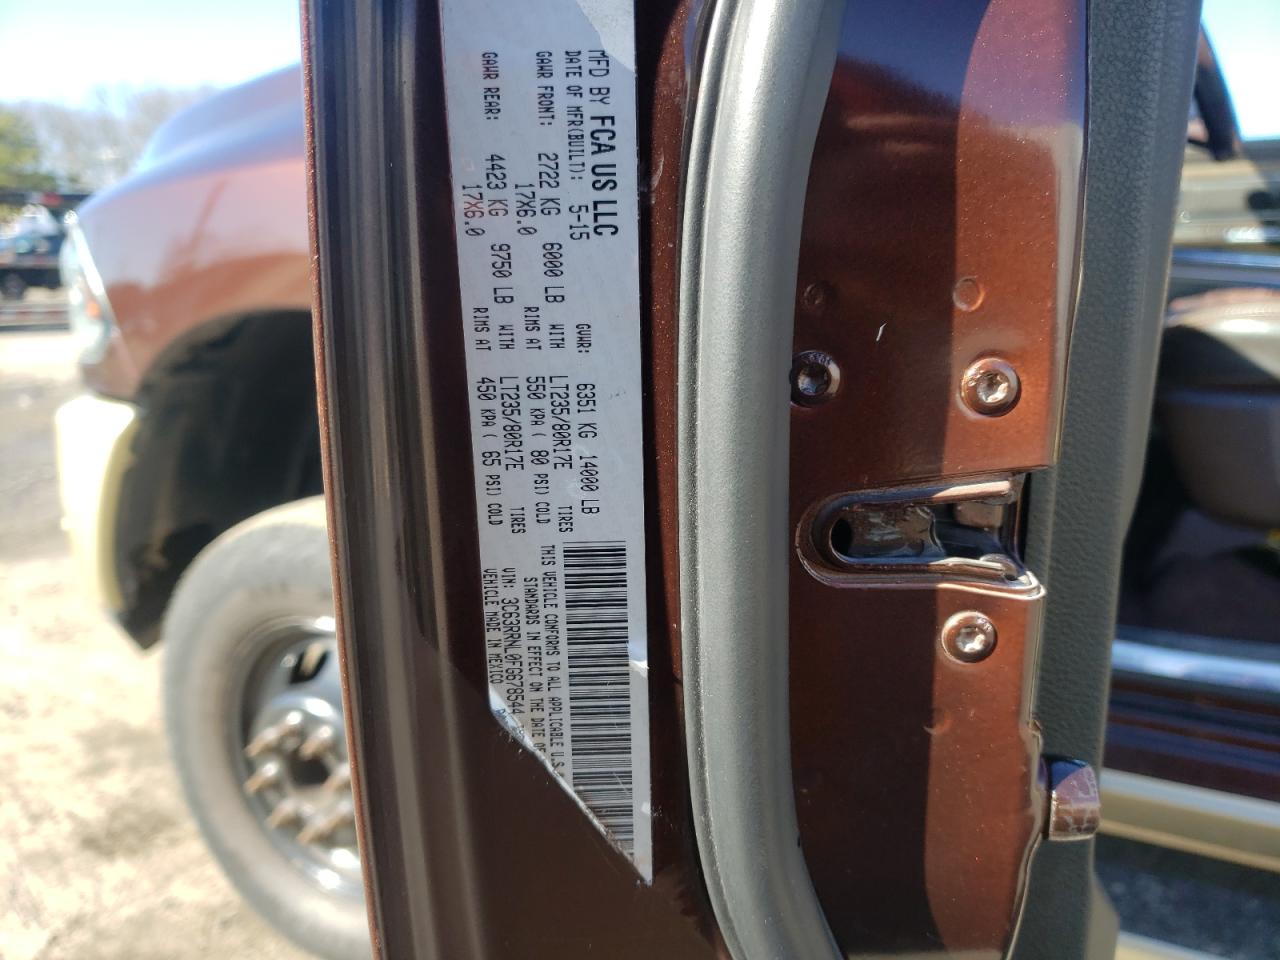 MFD BY FCA US LLC
DATE OF MFR(BUILT): 5-15 GVWR: 6351 KG 14000 LB
GAWR FRONT: 2722 KG 6000 LB WITH LT235/80R17E TIRES
17X6.0 RIMS AT 550 KPA ( 80 PSI) COLD
GAWR REAR: 4423 KG 9750 LB WITH LT235/80R17E TIRES
17X6.0 RIMS AT 450 KPA ( 65 PSI) COLD
THIS VEHICLE CONFORMS TO ALL APPLICABLE U.S.
STANDARDS IN EFFECT ON THE DATE OF
VIN: 3C63RRNL0FG678544
VEHICLE MADE IN MEXICO